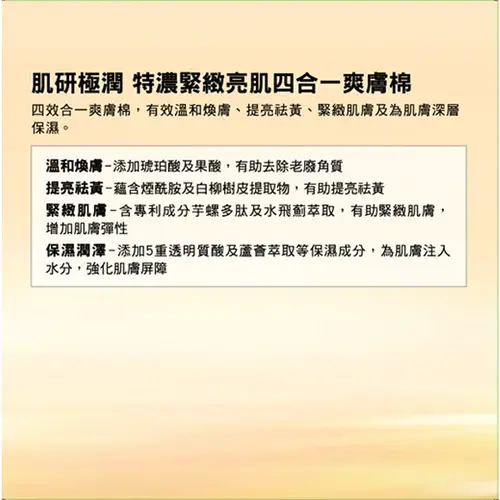 肌研極潤 特濃緊緻亮肌四合一爽膚棉
四效合一爽膚棉，有效溫和煥膚、提亮祛黃、緊緻肌膚及為肌膚深層
保濕。
溫和煥膚-添加琥珀酸及果酸，有助去除老廢角質
提亮祛黃-蘊含煙酰胺及白柳樹皮提取物，有助提亮祛黃
緊緻肌膚-含專利成分芋螺多肽及水飛薊萃取，有助緊緻肌膚，
增加肌膚彈性
保濕潤澤-添加5重透明質酸及蘆薈萃取等保濕成分，為肌膚注入
水分，強化肌膚屏障